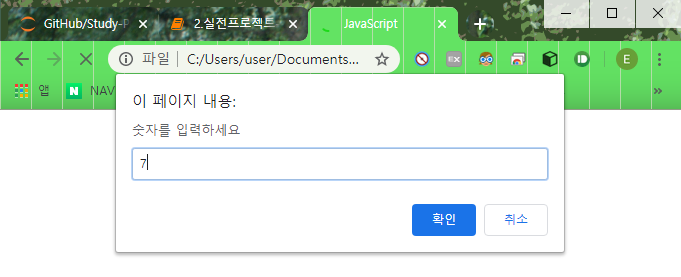 GitHub/Study-P
2.실전프로젝트
JavaScript
파일 C:/Users/user/Documents...
EX
E
앱
N NAV
이 페이지 내용:
숫자를 입력하세요
7
확인 취소